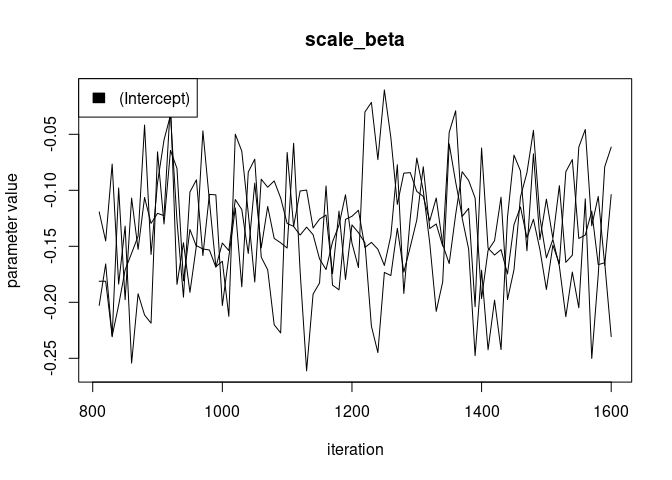 scale_beta
(Intercept)
parameter value
-0.05
-0.10
-0.15
-0.20
-0.25
800 1000 1200 1400 1600
iteration